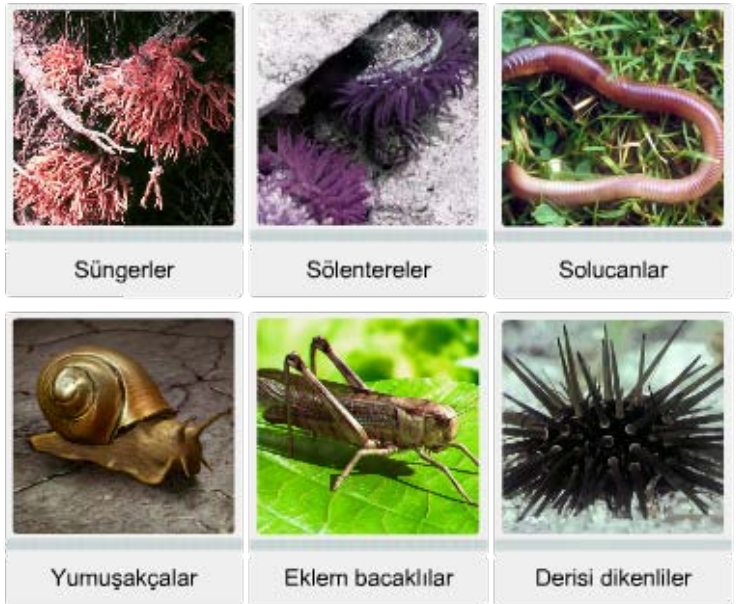 Süngerler
Sölentereler
Solucanlar
Yumuşakçalar
Eklem bacaklılar
Derisi dikenliler